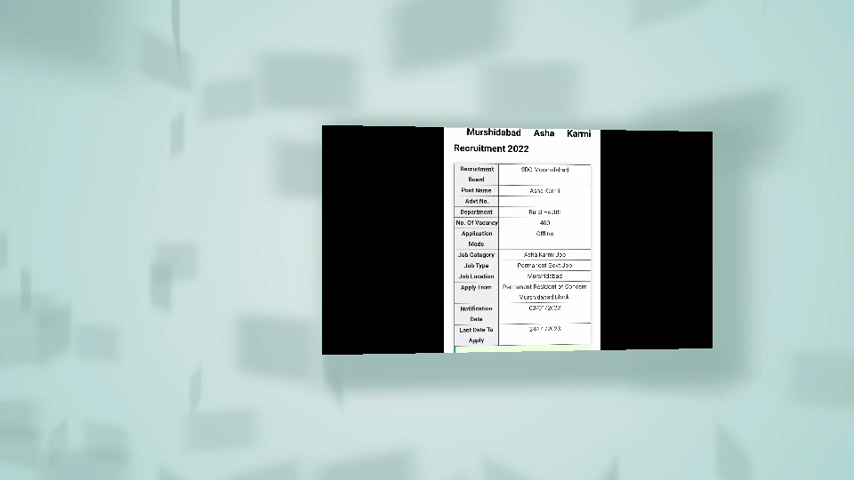 Murshidabad Asha Karmi
Recruitment 2022
Recruitment Board SDO Murshidabad
Post Name Asha Karmi
Advt No.
Department Rural Health
No. Of Vacancy
Application Mode Offline
Job Category Asha Karmi Job
Job Type Permanent Govt Job
Job Location Murshidabad
Apply From Permanent Resident of Concern
Murshidabad Block
Notification Date
Last Date To Apply